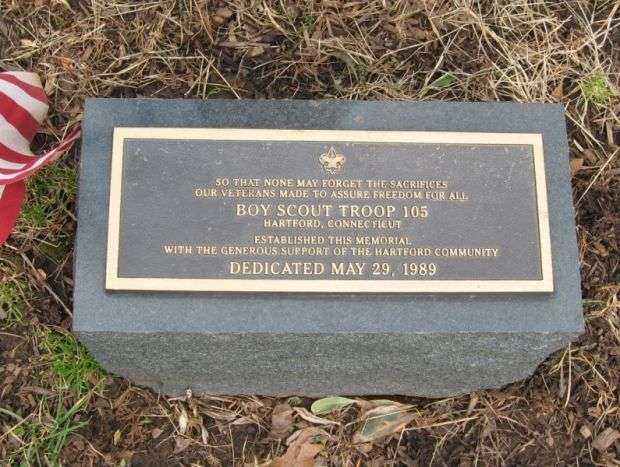 SO THAT NONE MAY FORGET THE SACRIFICES
OUR VETERANS MADE TO ASSURE FREEDOM FOR ALL
BOY SCOUT TROOP 105
HARTFORD, CONNECTICUT
ESTABLISHED THIS MEMORIAL
WITH THE GENEROUS SUPPORT OF THE HARTFORD COMMUNITY
DEDICATED MAY 29, 1989